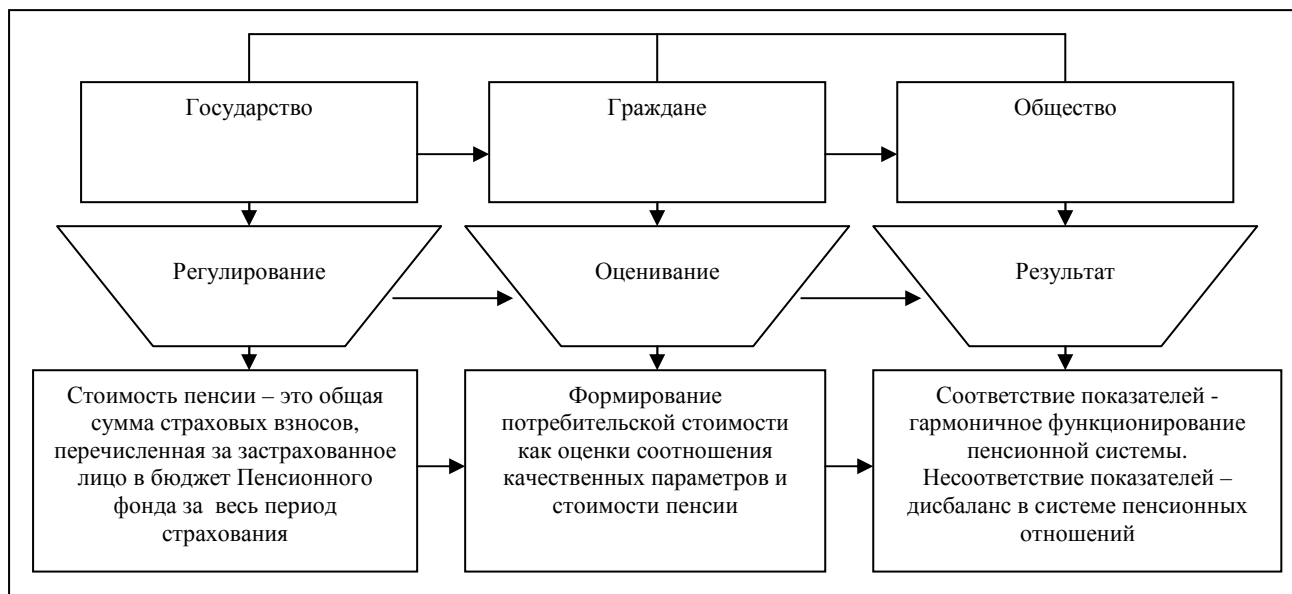 Государство
Граждане
Общество
Регулирование
Оценивание
Результат
Стоимость пенсии – это общая
сумма страховых взносов,
перечисленная за застрахованное
лицо в бюджет Пенсионного
фонда за весь период
страхования
Формирование
потребительской стоимости
как оценки соотношения
качественных параметров и
стоимости пенсии
Соответствие показателей -
гармоничное функционирование
пенсионной системы.
Несоответствие показателей –
дисбаланс в системе пенсионных
отношений